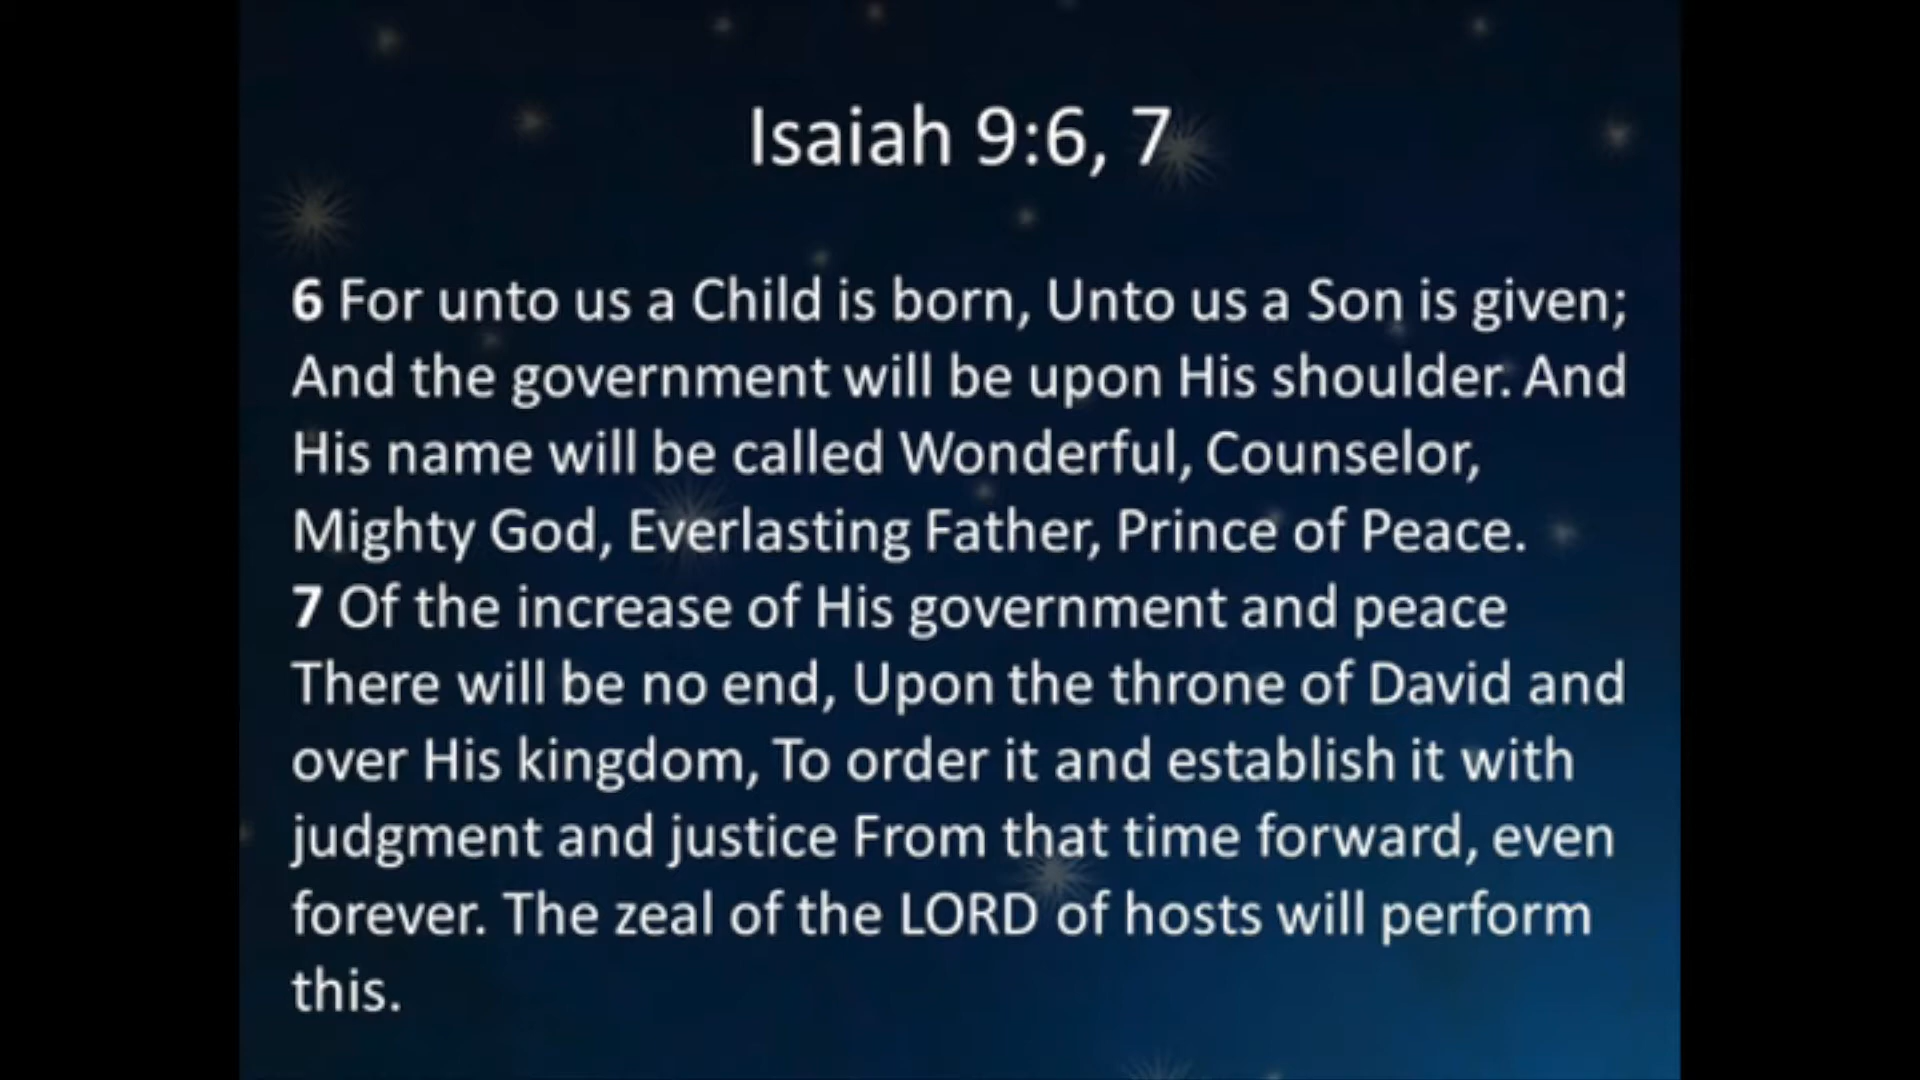 Isaiah 9:6, 7
6 For unto us a Child is born, Unto us a Son is given;
And the government will be upon His shoulder. And
His name will be called Wonderful, Counselor,
Mighty God, Everlasting Father, Prince of Peace.
7 Of the increase of His government and peace
There will be no end, Upon the throne of David and
over His kingdom, To order it and establish it with
judgment and justice From that time forward, even
forever. The zeal of the LORD of hosts will perform
this.